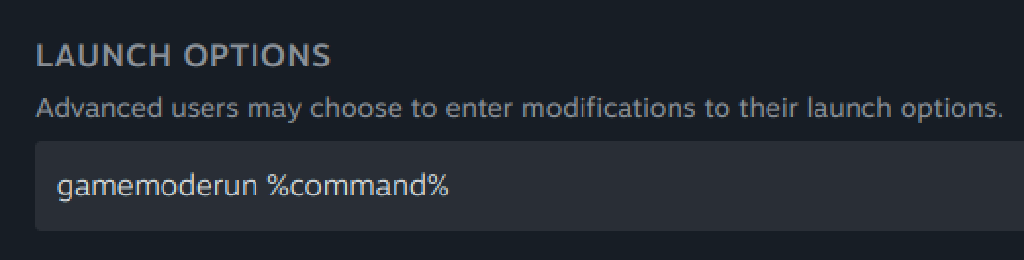 LAUNCH OPTIONS
Advanced users may choose to enter modifications to their launch options.
gamemoderun %command%